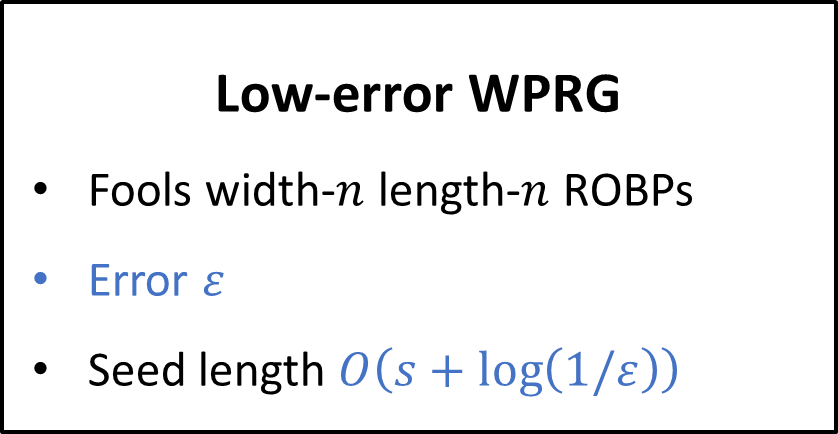 Low-error WPRG
• Fools width-𝑛 length-𝑛 ROBPs
• Error 𝜀
• Seed length 𝑂(𝑠 + log(1/𝜀))